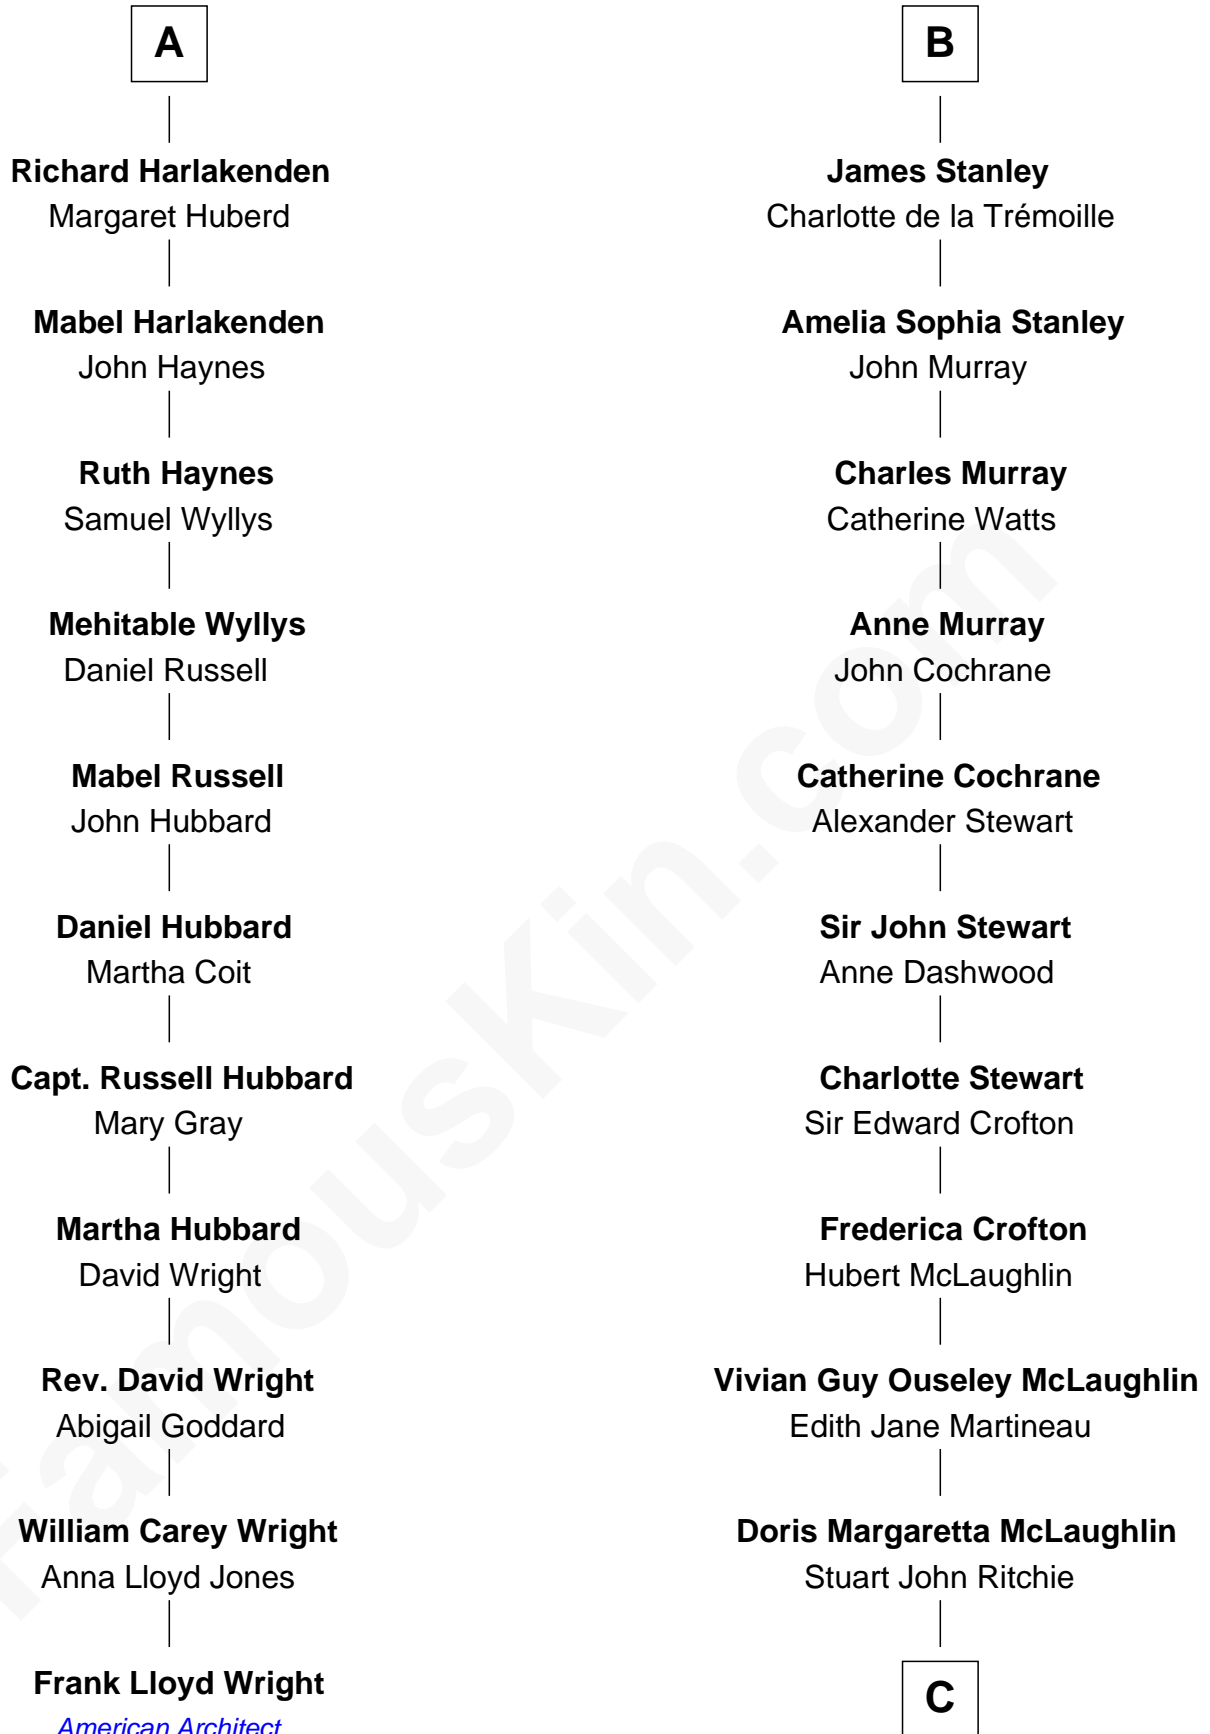 A
Richard Harlakenden
Margaret Huberd
Mabel Harlakenden
John Haynes
Ruth Haynes
Samuel Wyllys
Mehitable Wyllys
Daniel Russell
Mabel Russell
John Hubbard
Daniel Hubbard
Martha Coit
Capt. Russell Hubbard
Mary Gray
Martha Hubbard
David Wright
Rev. David Wright
Abigail Goddard
William Carey Wright
Anna Lloyd Jones
Frank Lloyd Wright
American Architect
B
James Stanley
Charlotte de la Trémoille
Amelia Sophia Stanley
John Murray
Charles Murray
Catherine Watts
Anne Murray
John Cochrane
Catherine Cochrane
Alexander Stewart
Sir John Stewart
Anne Dashwood
Charlotte Stewart
Sir Edward Crofton
Frederica Crofton
Hubert McLaughlin
Vivian Guy Ouseley McLaughlin
Edith Jane Martineau
Doris Margaretta McLaughlin
Stuart John Ritchie
C
FamousKin.com